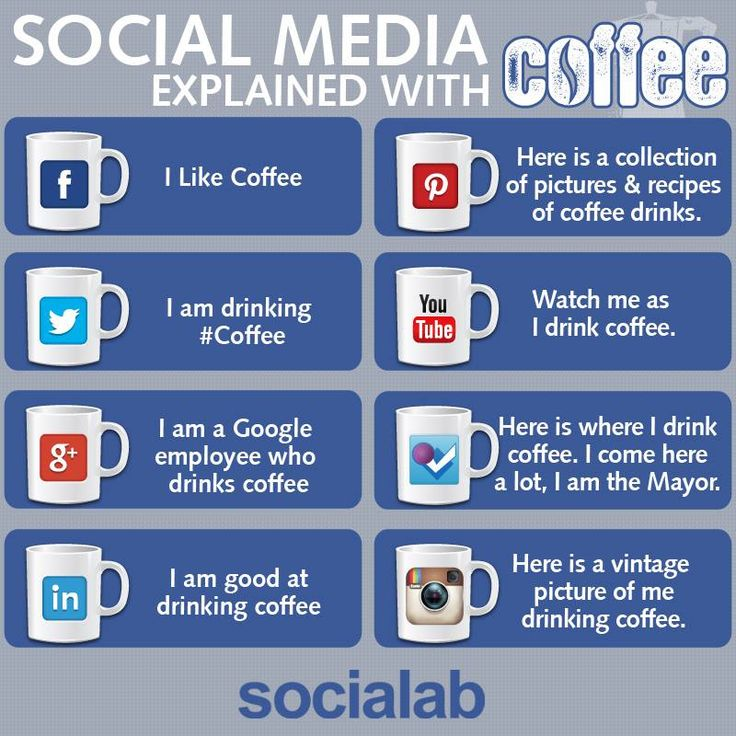 SOCIAL MEDIA
EXPLAINED WITH
coffee
f
I Like Coffee
p
Here is a collection
of pictures & recipes
of coffee drinks.
I am drinking
#Coffee
You
Tube
Watch me as
I drink coffee.
g+
I am a Google
employee who
drinks coffee
Here is where I drink
coffee. I come here
a lot, I am the Mayor.
in
I am good at
drinking coffee
Here is a vintage
picture of me
drinking coffee.
socialab